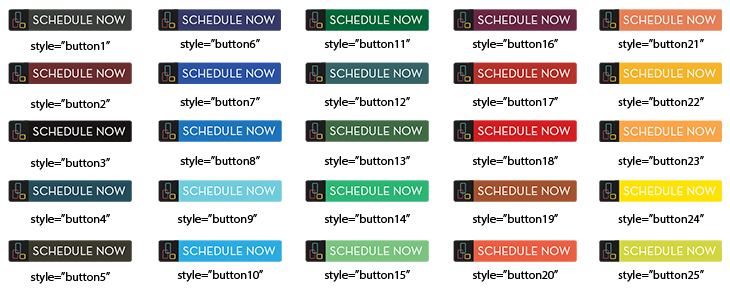 SCHEDULE NOW SCHEDULE NOW SCHEDULE NOW SCHEDULE NOW SCHEDULE NOW
style="button1" style="button6" style="button11" style="button16" style="button21"
SCHEDULE NOW SCHEDULE NOW SCHEDULE NOW SCHEDULE NOW SCHEDULE NOW
style="button2" style="button7" style="button12" style="button17" style="button22"
SCHEDULE NOW SCHEDULE NOW SCHEDULE NOW SCHEDULE NOW SCHEDULE NOW
style="button3" style="button8" style="button13" style="button18" style="button23"
SCHEDULE NOW SCHEDULE NOW SCHEDULE NOW SCHEDULE NOW SCHEDULE NOW
style="button4" style="button9" style="button14" style="button19" style="button24"
SCHEDULE NOW SCHEDULE NOW SCHEDULE NOW SCHEDULE NOW SCHEDULE NOW
style="button5" style="button10" style="button15" style="button20" style="button25"